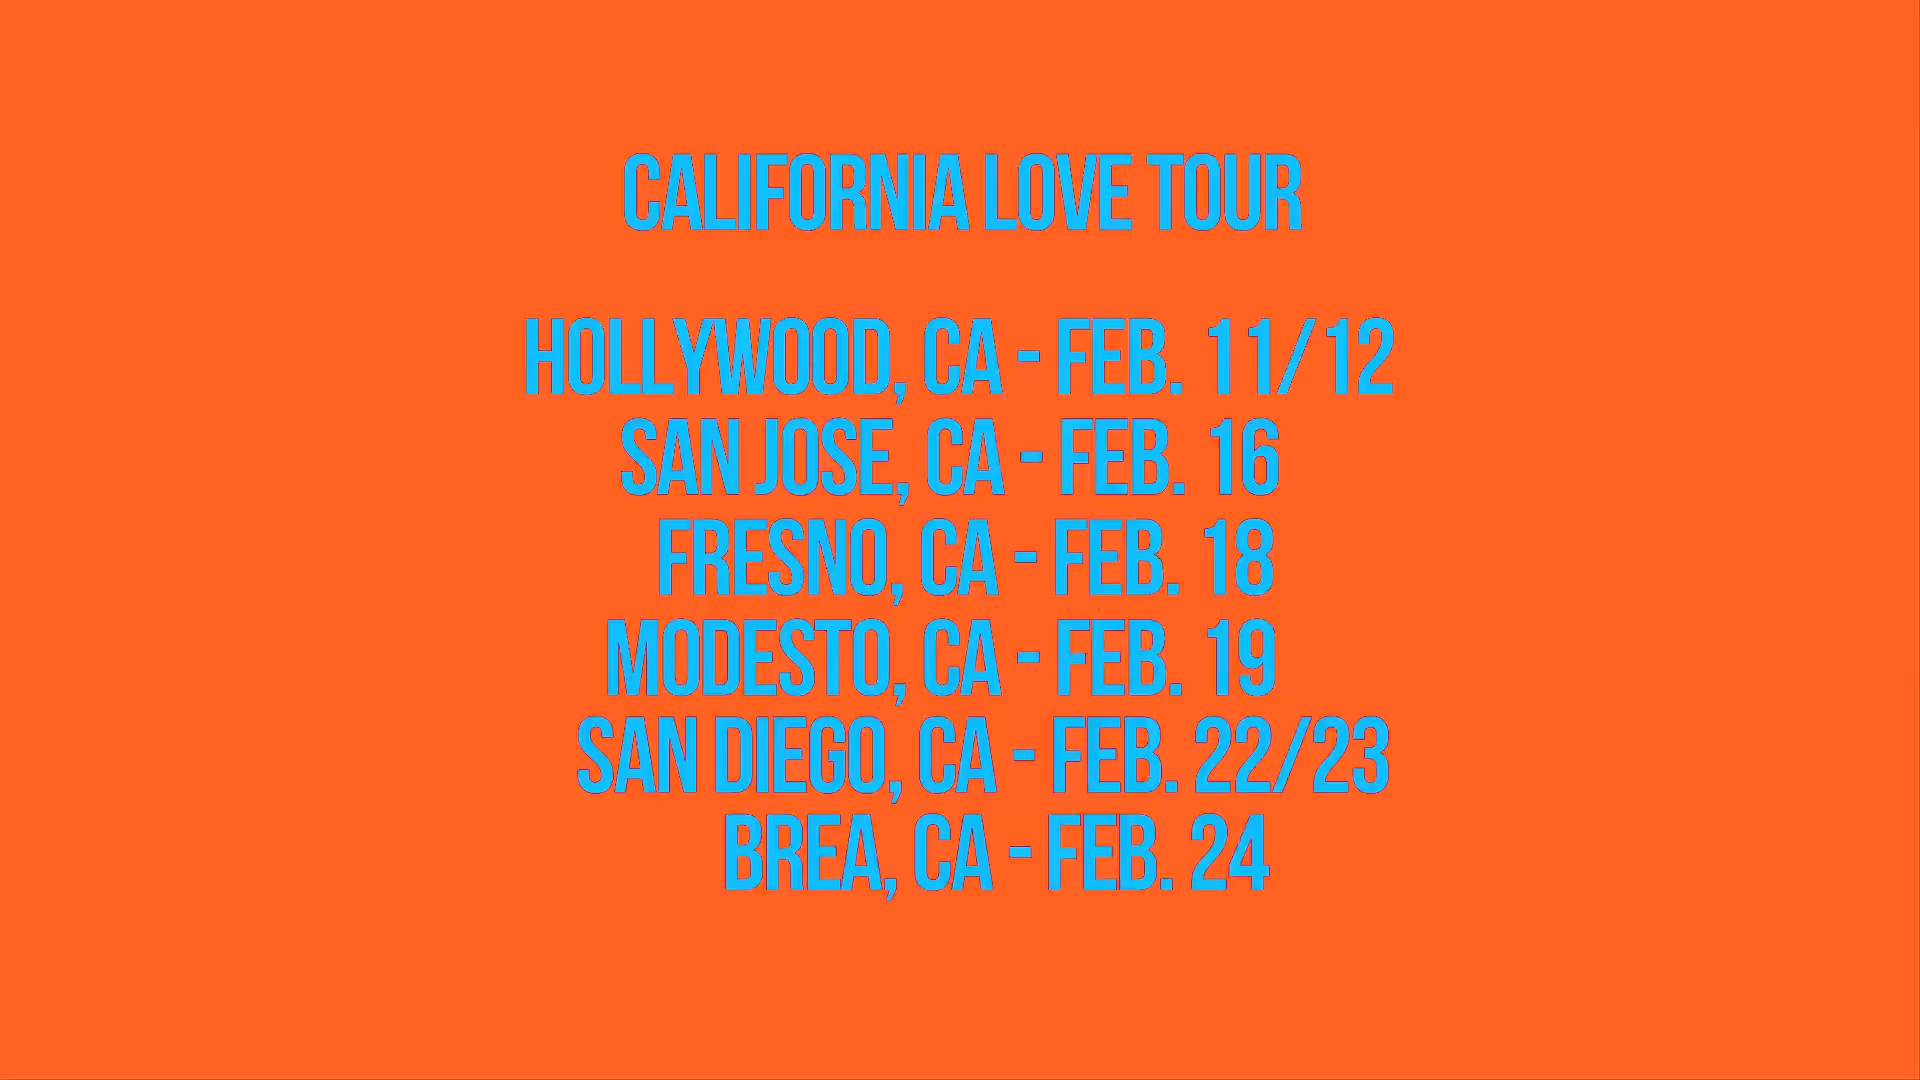 CALIFORNIA LOVE TOUR
HOLLYWOOD, CA - FEB. 11/12
SAN JOSE, CA - FEB. 16
FRESNO, CA - FEB. 18
MODESTO, CA - FEB. 19
SAN DIEGO, CA - FEB. 22/23
BREA, CA - FEB. 24